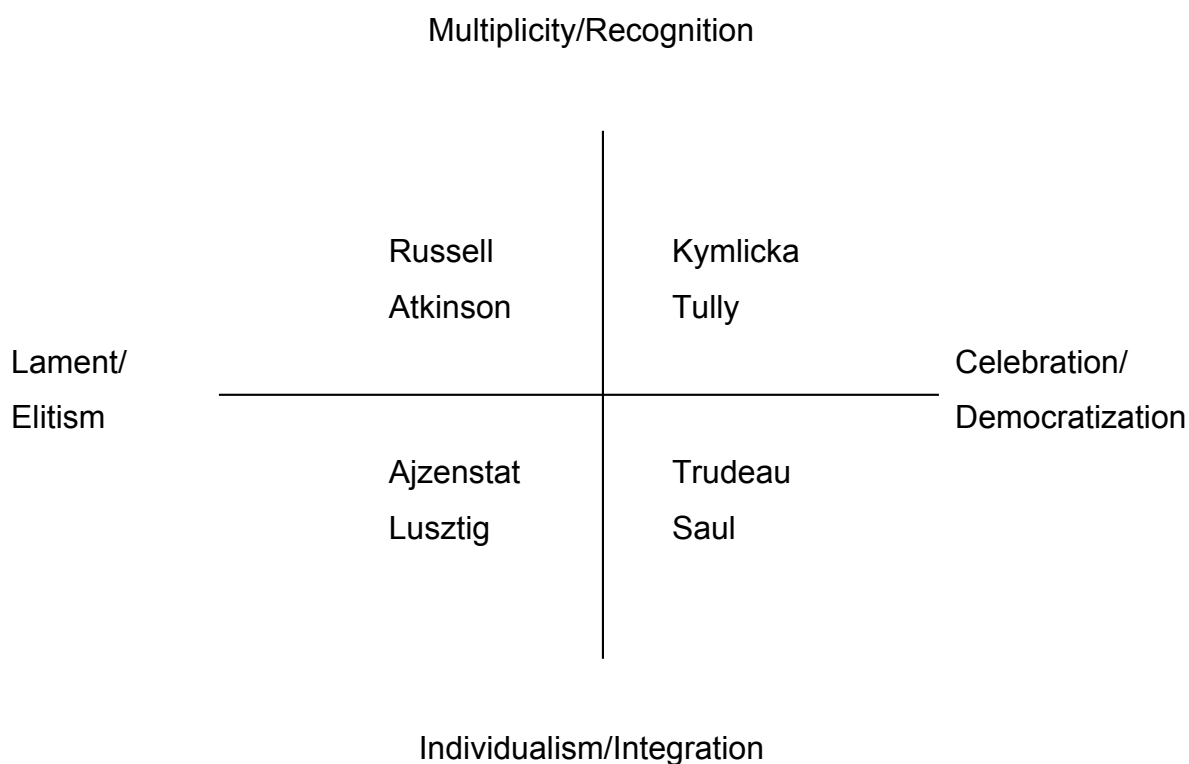 Multiplicity/Recognition
Russell
Kymlicka
Atkinson
Tully
Lament/
Elitism
Celebration/
Democratization
Ajzenstat
Trudeau
Lusztig
Saul
Individualism/Integration